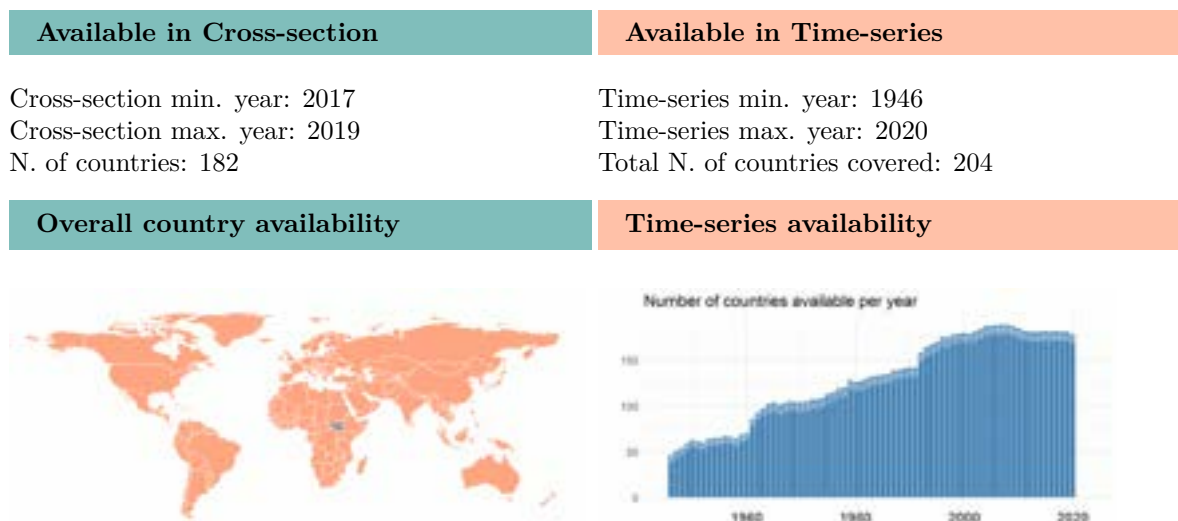 Available in Cross-section
Available in Time-series
Cross-section min. year: 2017
Cross-section max. year: 2019
N. of countries: 182
Time-series min. year: 1946
Time-series max. year: 2020
Total N. of countries covered: 204
Overall country availability
Time-series availability
Number of countries available per year
150
100
50
0
1960
1980
2000
2020